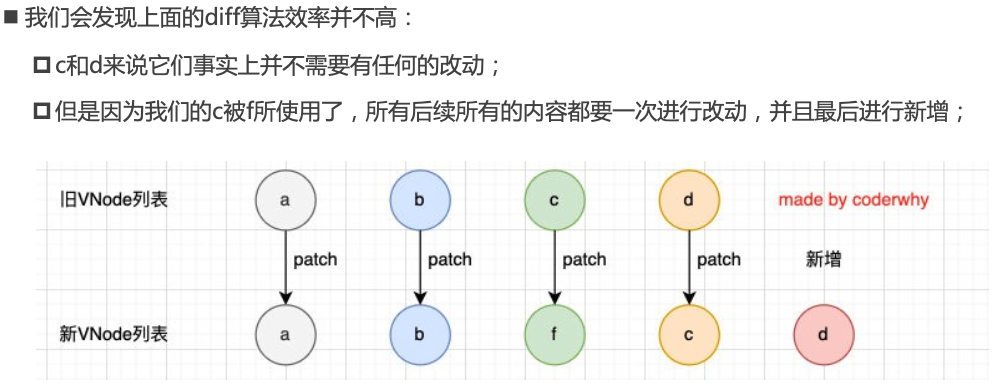 我们会发现上面的diff算法效率并不高：
c和d来说它们事实上并不需要有任何的改动；
但是因为我们的c被f所使用了，所有后续所有的内容都要一次进行改动，并且最后进行新增；
旧VNode列表 a b c d made by coderwhy
patch patch patch patch 新增
新VNode列表 a b f c d